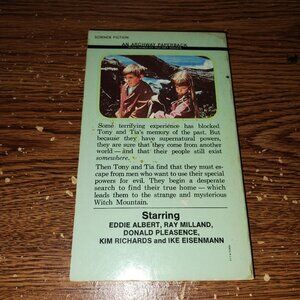 SCIENCE FICTION
AN ARCHWAY PAPERBACK
Some terrifying experience has blocked
Tony and Tia's memory of the past. But
because they have supernatural powers,
they are sure that they come from another
world — and that their people still exist
somewhere.
Then Tony and Tia find that they must es-
cape from men who want to use their special
powers for evil. They begin a desperate
search to find their true home — which
leads them to the strange and mysterious
Witch Mountain.
Starring
EDDIE ALBERT, RAY MILLAND,
DONALD PLEASENCE,
KIM RICHARDS and IKE EISENMANN